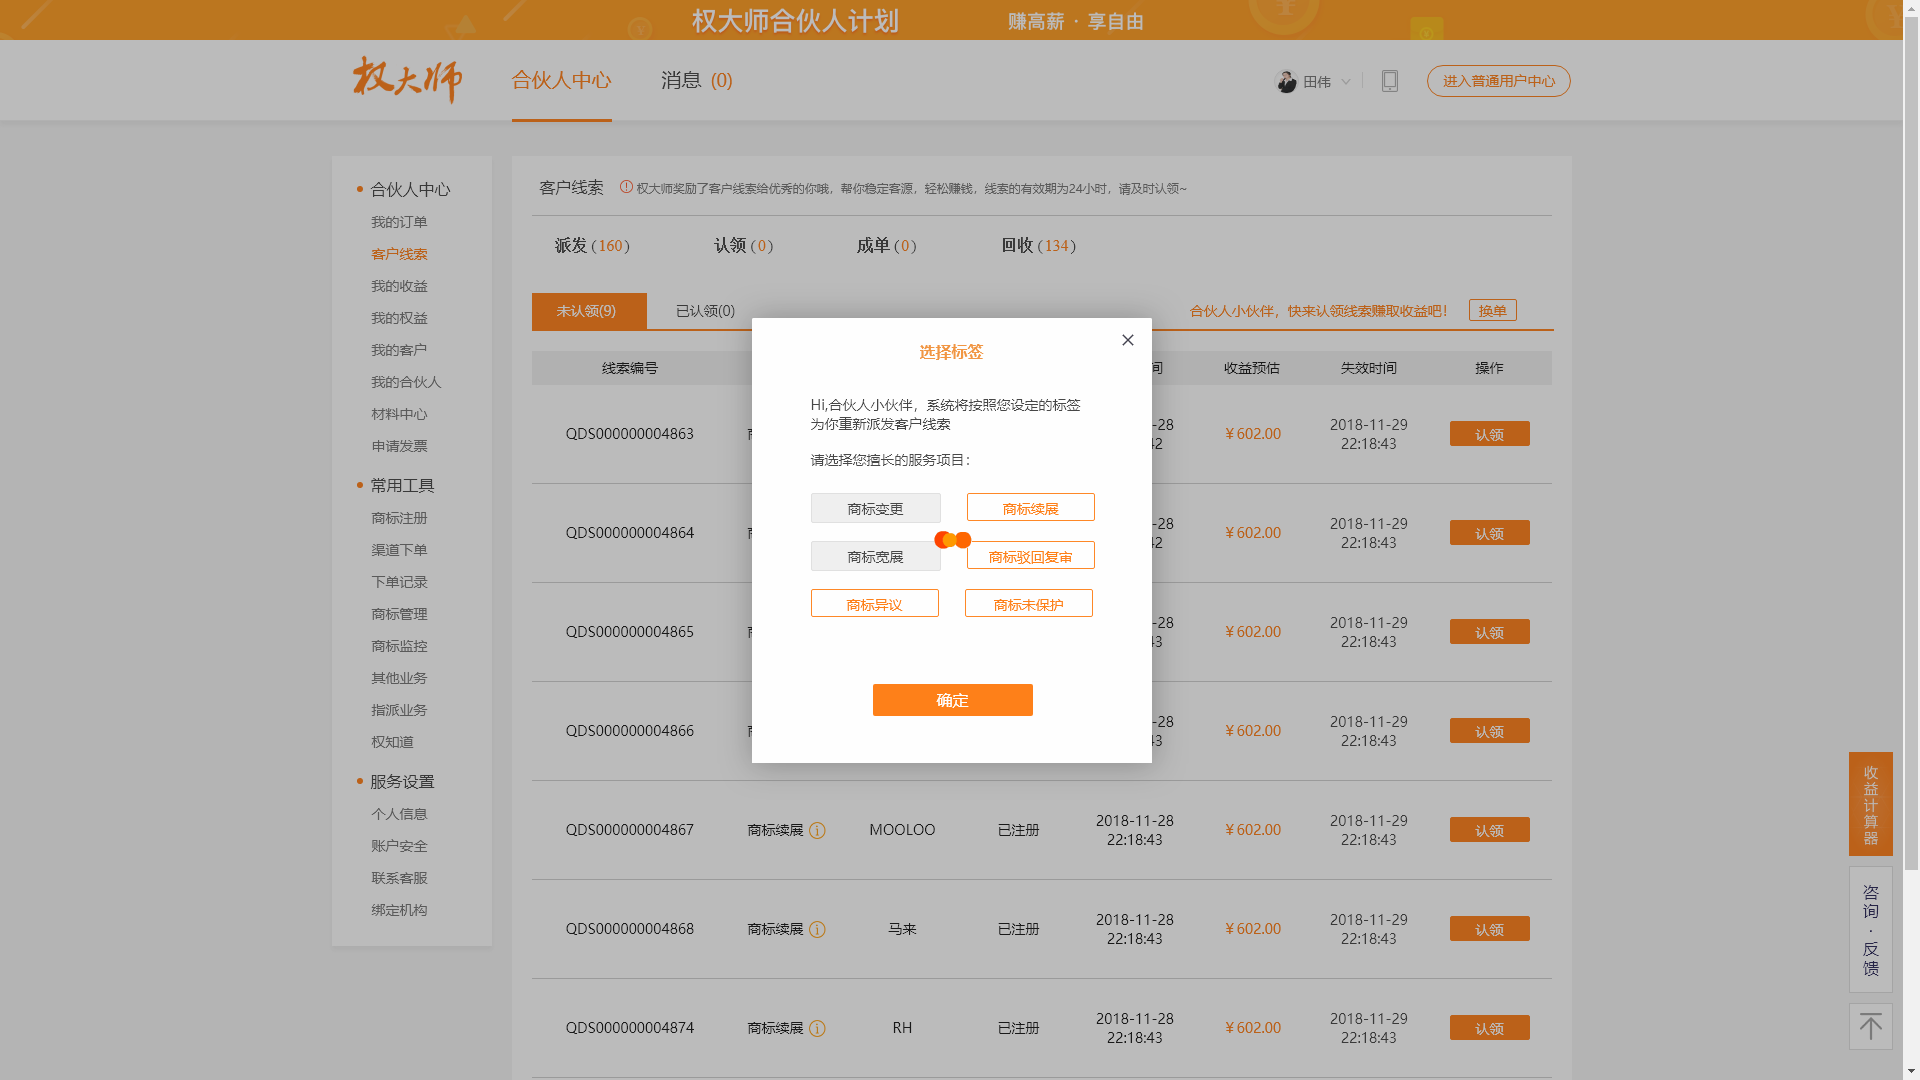 权大师合伙人计划 赚高薪 · 享自由
权大师 合伙人中心 消息 (0) 田伟 进入普通用户中心
合伙人中心
我的订单
客户线索
我的收益
我的权益
我的客户
我的合伙人
材料中心
申请发票
常用工具
商标注册
渠道下单
下单记录
商标管理
商标监控
其他业务
指派业务
权知道
服务设置
个人信息
账户安全
联系客服
绑定机构
客户线索 权大师奖励了客户线索给优秀的你哦，帮你稳定客源，轻松赚钱，线索的有效期为24小时，请及时认领~
派发 (160) 认领 (0) 成单 (0) 回收 (134)
未认领(9) 已认领(0) 合伙人小伙伴，快来认领线索赚取收益吧！ 换单
线索编号 间 收益预估 失效时间 操作
QDS000000004863 -28 ￥602.00 2018-11-29 22:18:43 认领
QDS000000004864 -28 ￥602.00 2018-11-29 22:18:43 认领
QDS000000004865 -28 ￥602.00 2018-11-29 22:18:43 认领
QDS000000004866 -28 ￥602.00 2018-11-29 22:18:43 认领
QDS000000004867 商标续展 MOOLOO 已注册 2018-11-28 22:18:43 ￥602.00 2018-11-29 22:18:43 认领
QDS000000004868 商标续展 马来 已注册 2018-11-28 22:18:43 ￥602.00 2018-11-29 22:18:43 认领
QDS000000004874 商标续展 RH 已注册 2018-11-28 22:18:43 ￥602.00 2018-11-29 22:18:43 认领
选择标签
Hi,合伙人小伙伴，系统将按照您设定的标签
为你重新派发客户线索
请选择您擅长的服务项目：
商标变更 商标续展
商标宽展 商标驳回复审
商标异议 商标未保护
确定
收益计算器
咨询·反馈